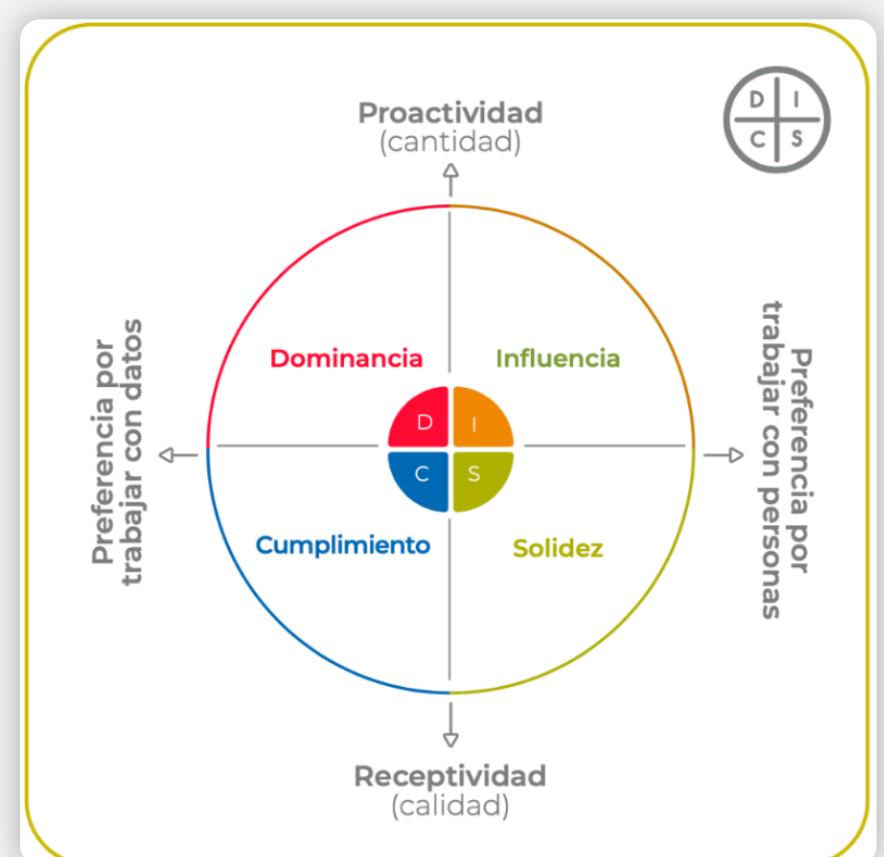 Proactividad
(cantidad)
D I
C S
Preferencia por
trabajar con datos
Dominancia
Influencia
Preferencia por
trabajar con personas
D I
C S
Cumplimiento
Solidez
Receptividad
(calidad)